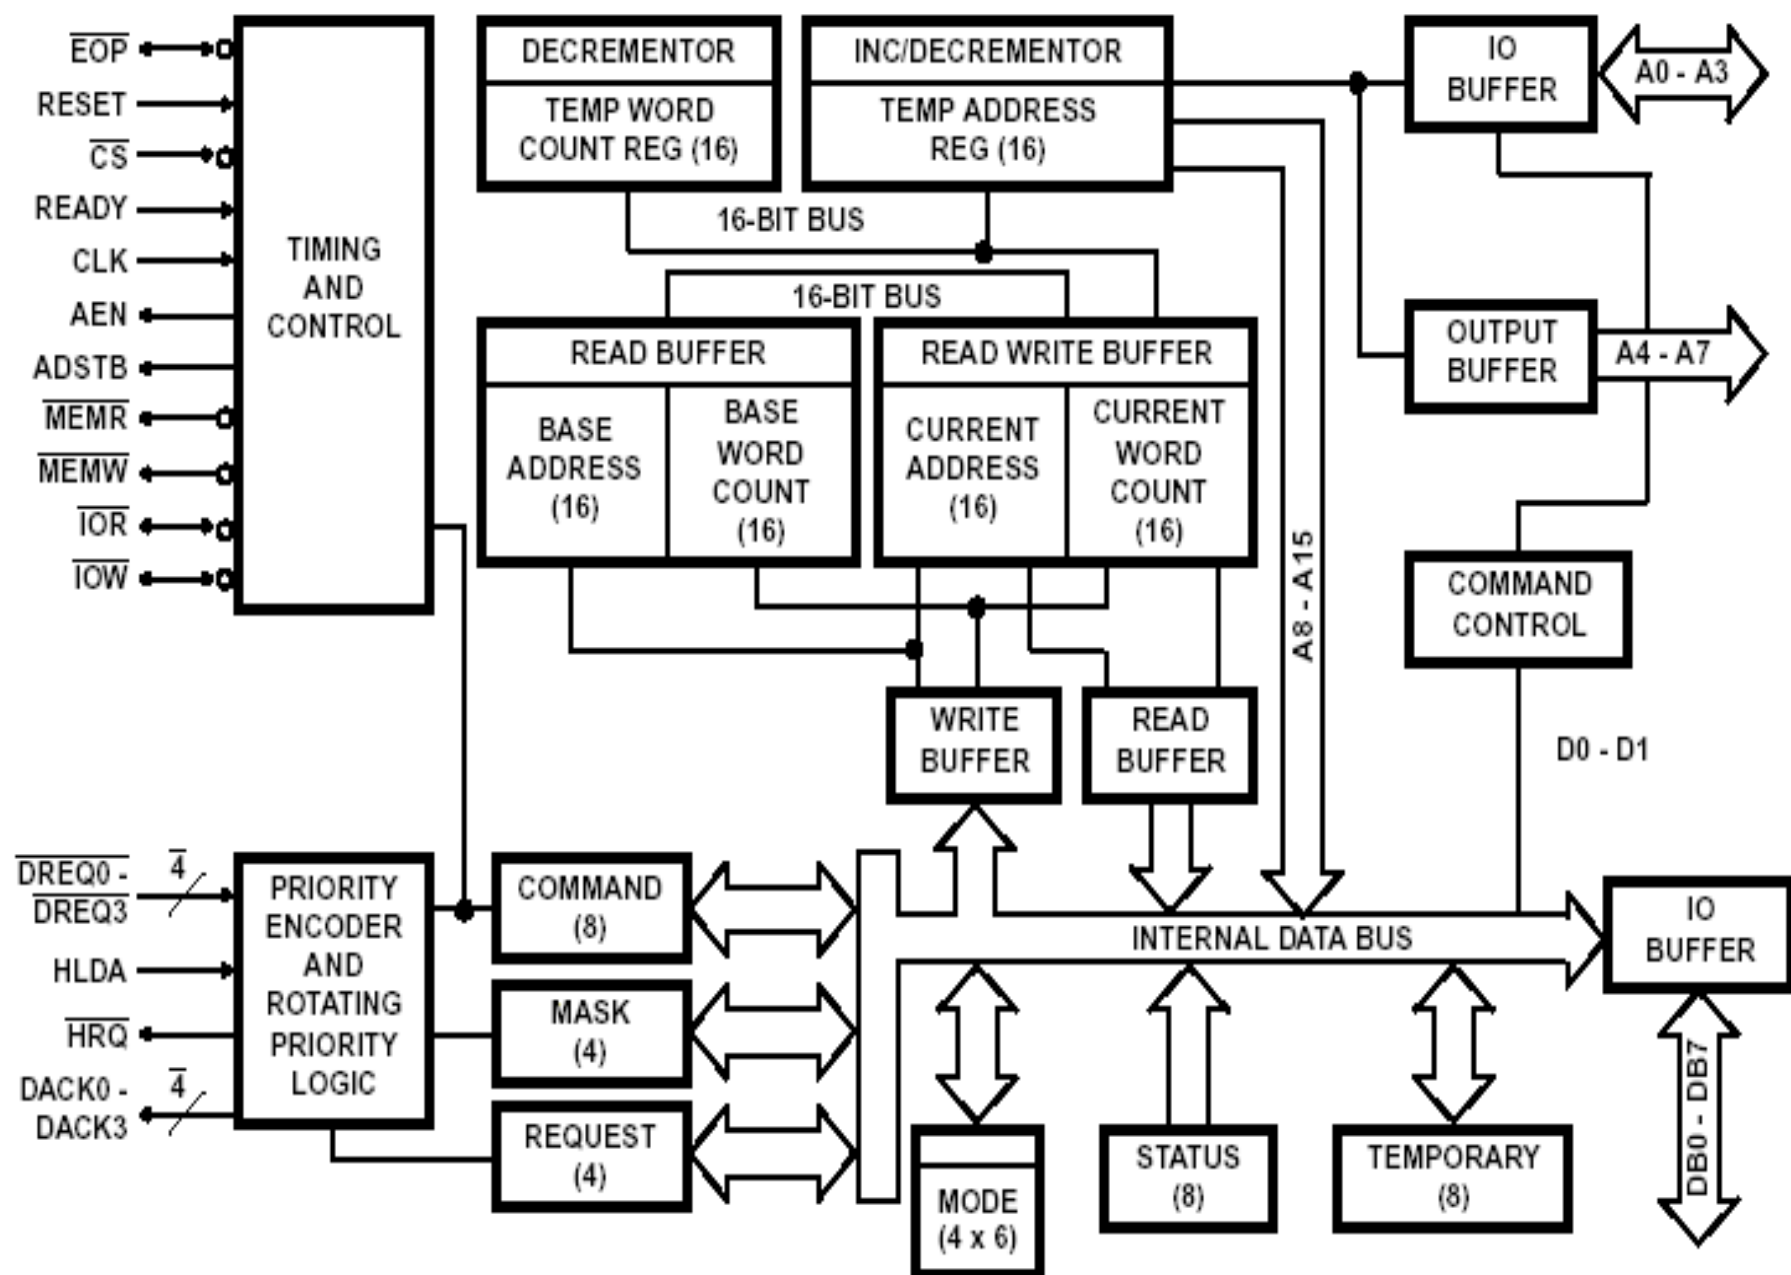 EOP
RESET
CS
READY
CLK
AEN
ADSTB
MEMR
MEMW
IOR
IOW
TIMING
AND
CONTROL
DECREMENTOR
TEMP WORD
COUNT REG (16)
INC/DECREMENTOR
TEMP ADDRESS
REG (16)
IO
BUFFER
A0 - A3
16-BIT BUS
16-BIT BUS
READ BUFFER
BASE
ADDRESS
(16)
BASE
WORD
COUNT
(16)
READ WRITE BUFFER
CURRENT
ADDRESS
(16)
CURRENT
WORD
COUNT
(16)
A8 - A15
OUTPUT
BUFFER
A4 - A7
COMMAND
CONTROL
WRITE
BUFFER
READ
BUFFER
D0 - D1
DREQ0 -
DREQ3
4
HLDA
HRQ
DACK0 -
DACK3
4
PRIORITY
ENCODER
AND
ROTATING
PRIORITY
LOGIC
COMMAND
(8)
MASK
(4)
REQUEST
(4)
INTERNAL DATA BUS
IO
BUFFER
MODE
(4 x 6)
STATUS
(8)
TEMPORARY
(8)
DB0 - DB7